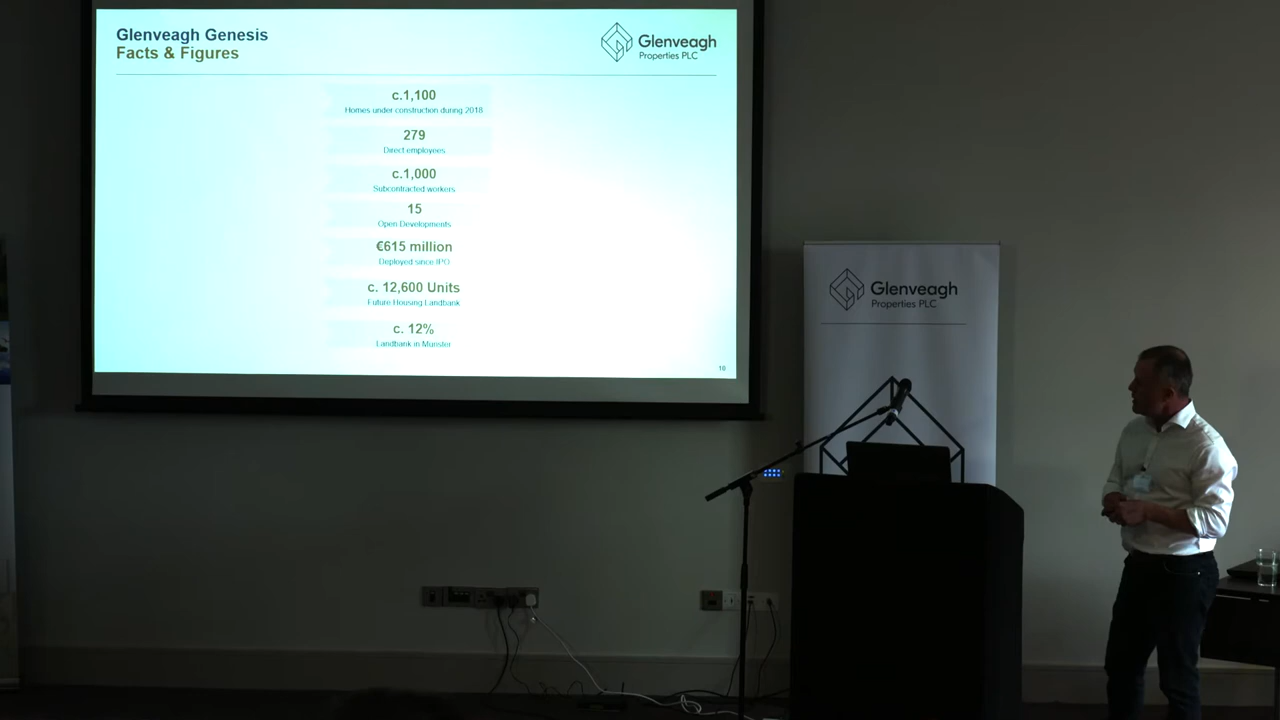 Glenveagh Genesis
Facts & Figures
Glenveagh
Properties PLC
c.1,100
Homes under construction during 2018
279
Direct employees
c.1,000
Subcontracted workers
15
Open Developments
€615 million
Deployed since IPO
c. 12,600 Units
Future Housing Landbank
c. 12%
Landbank in Munster
10
Glenveagh
Properties PLC